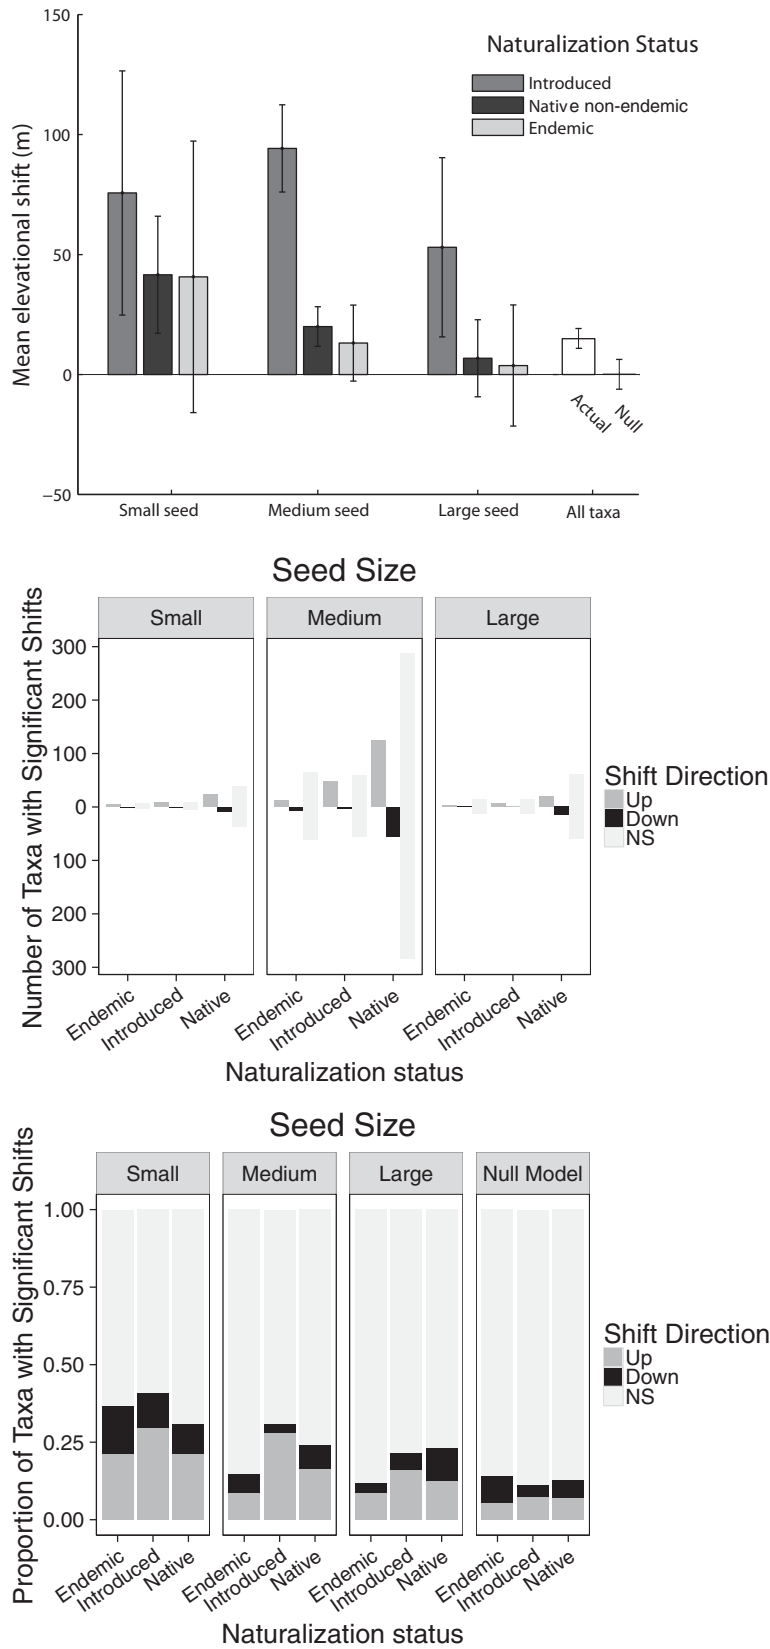 150
100
50
0
−50
Mean elevational shift (m)
Naturalization Status
Introduced
Native non-endemic
Endemic
Actual
Null
Small seed Medium seed Large seed All taxa
Seed Size
Small Medium Large
300
200
100
0
100
200
300
Number of Taxa with Significant Shifts
Shift Direction
Up
Down
NS
Endemic Introduced Native Endemic Introduced Native Endemic Introduced Native
Naturalization status
Seed Size
Small Medium Large Null Model
1.00
0.75
0.50
0.25
0.00
Proportion of Taxa with Significant Shifts
Shift Direction
Up
Down
NS
Endemic Introduced Native Endemic Introduced Native Endemic Introduced Native Endemic Introduced Native
Naturalization status